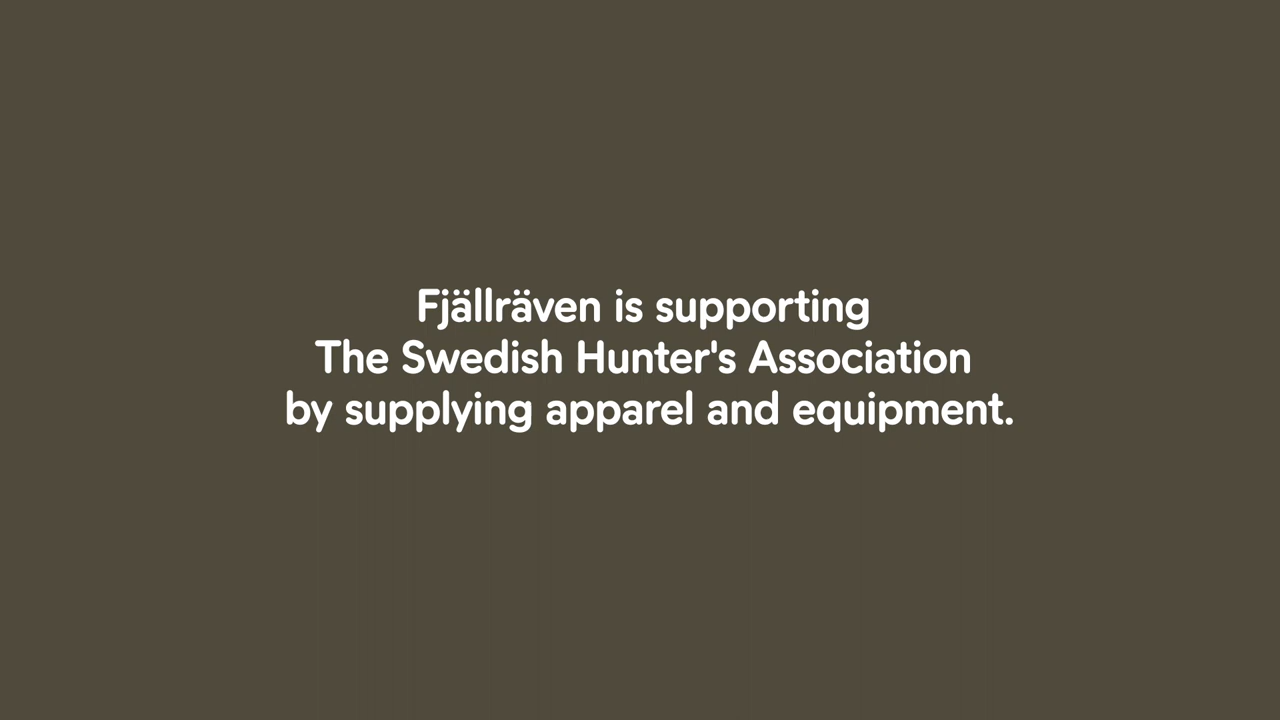 Fjällräven is supporting
The Swedish Hunter's Association
by supplying apparel and equipment.